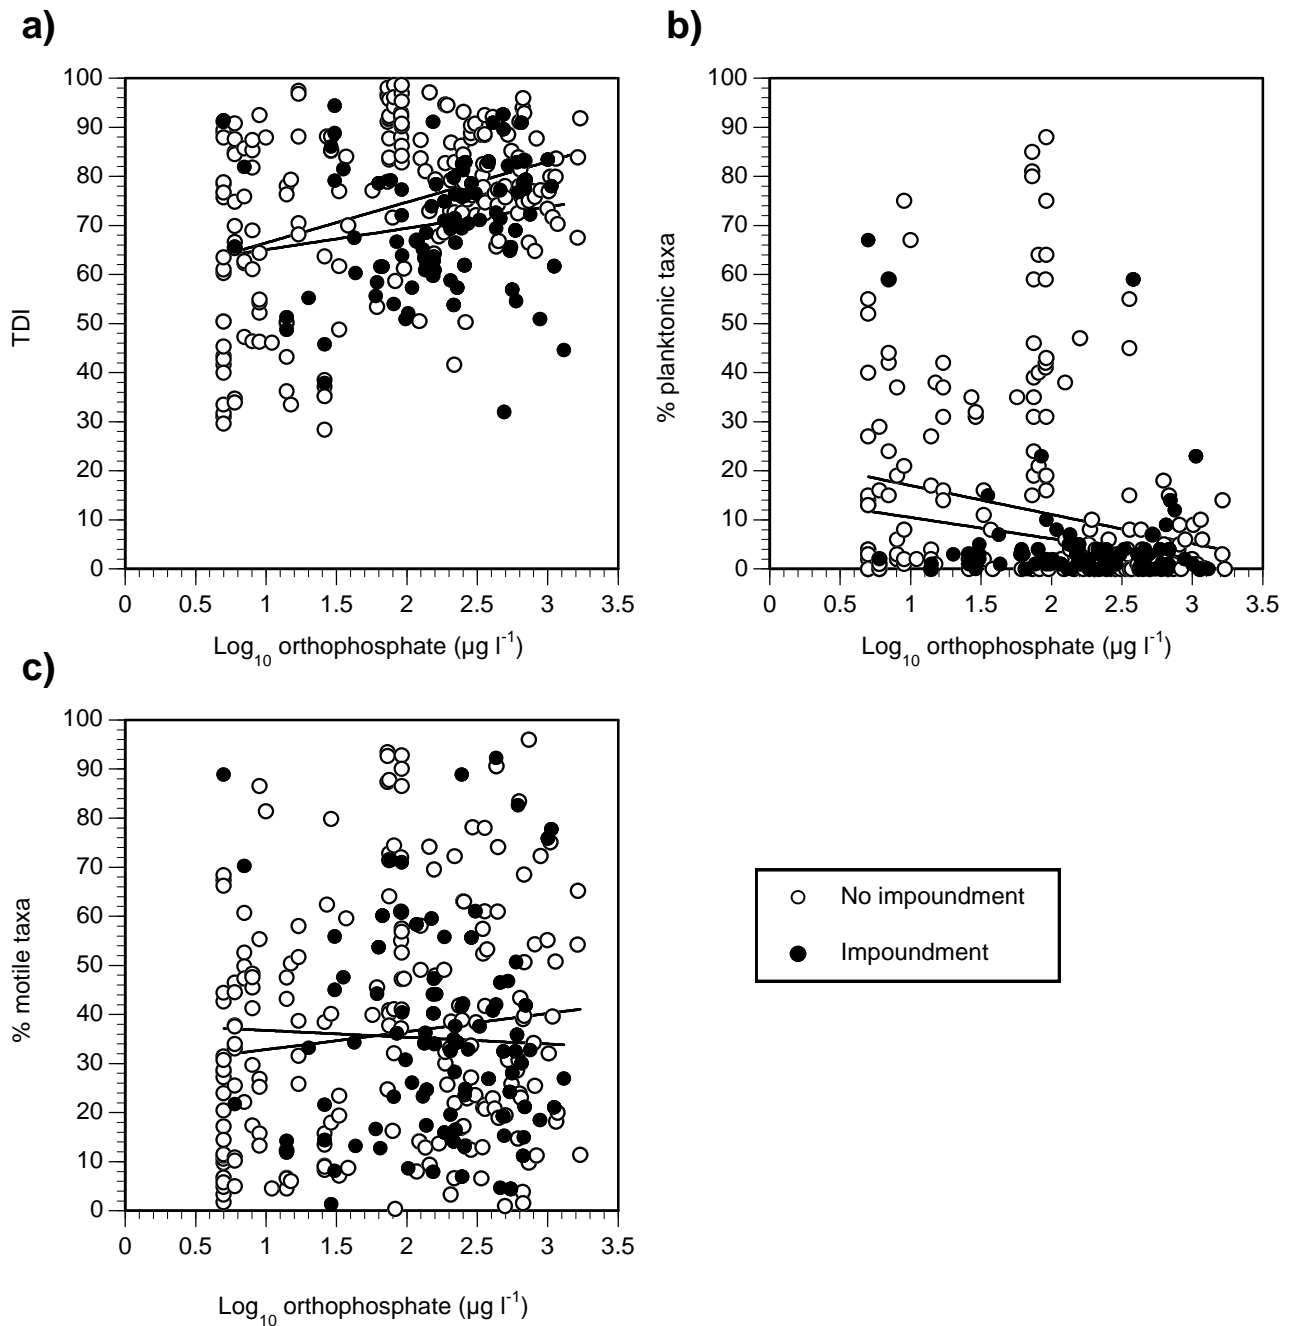 a)
100
90
80
70
60
50
40
30
20
10
0
TDI
0 0.5 1 1.5 2 2.5 3 3.5
Log10 orthophosphate (µg l-1)
b)
100
90
80
70
60
50
40
30
20
10
0
% planktonic taxa
0 0.5 1 1.5 2 2.5 3 3.5
Log10 orthophosphate (µg l-1)
c)
100
90
80
70
60
50
40
30
20
10
0
% motile taxa
0 0.5 1 1.5 2 2.5 3 3.5
Log10 orthophosphate (µg l-1)
No impoundment
Impoundment